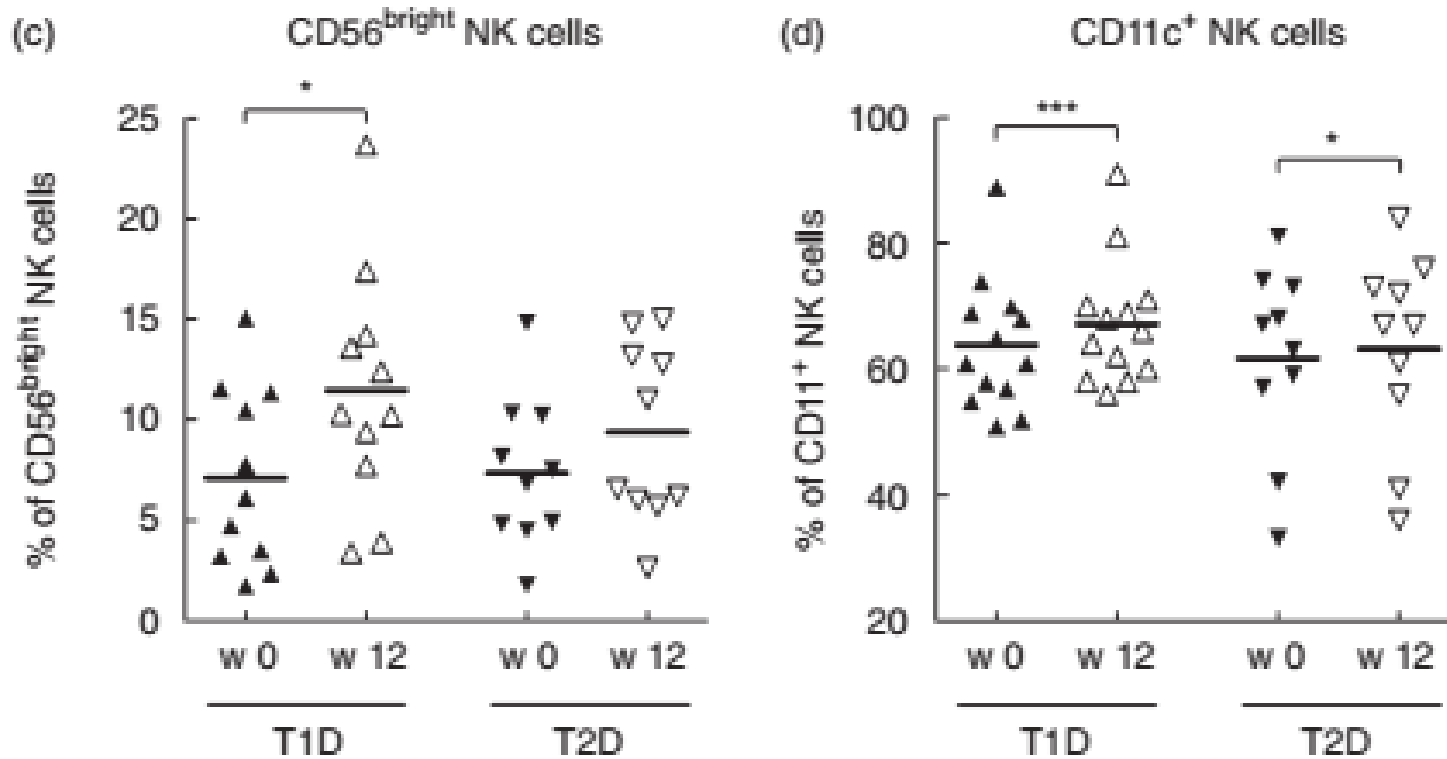 (c) CD56bright NK cells
*
% of CD56bright NK cells
25
20
15
10
5
0
w 0 w 12 w 0 w 12
T1D T2D
(d) CD11c+ NK cells
***
*
% of CD11+ NK cells
100
80
60
40
20
w 0 w 12 w 0 w 12
T1D T2D